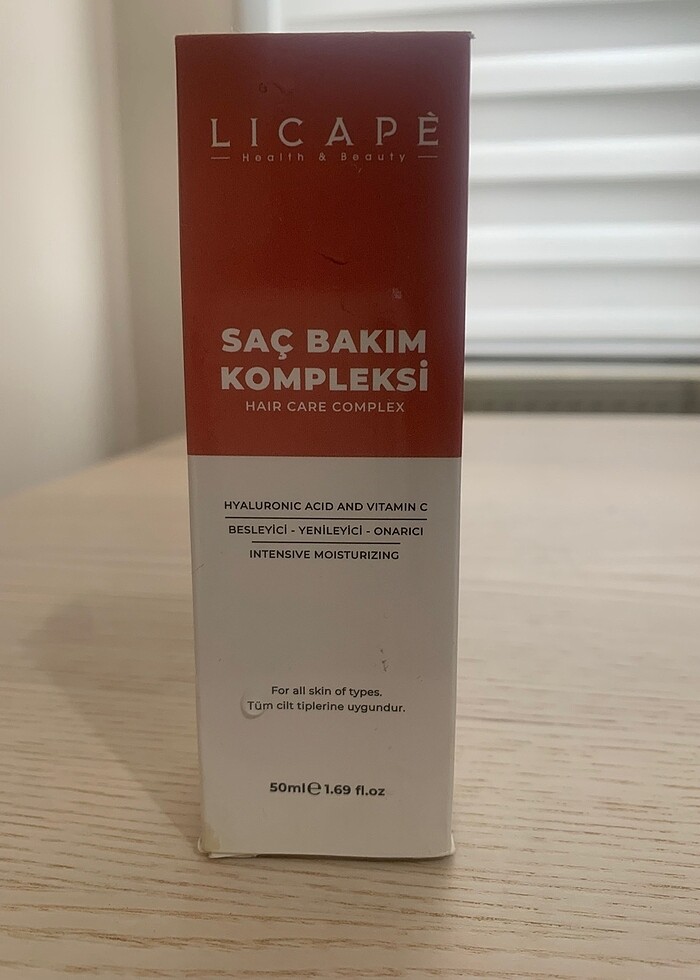 LICAPÈ
Health & Beauty
SAÇ BAKIM
KOMPLEKSİ
HAIR CARE COMPLEX
HYALURONIC ACID AND VITAMIN C
BESLEYİCİ - YENİLEYİCİ - ONARICI
INTENSIVE MOISTURIZING
For all skin of types.
Tüm cilt tiplerine uygundur.
50ml ℮ 1.69 fl.oz